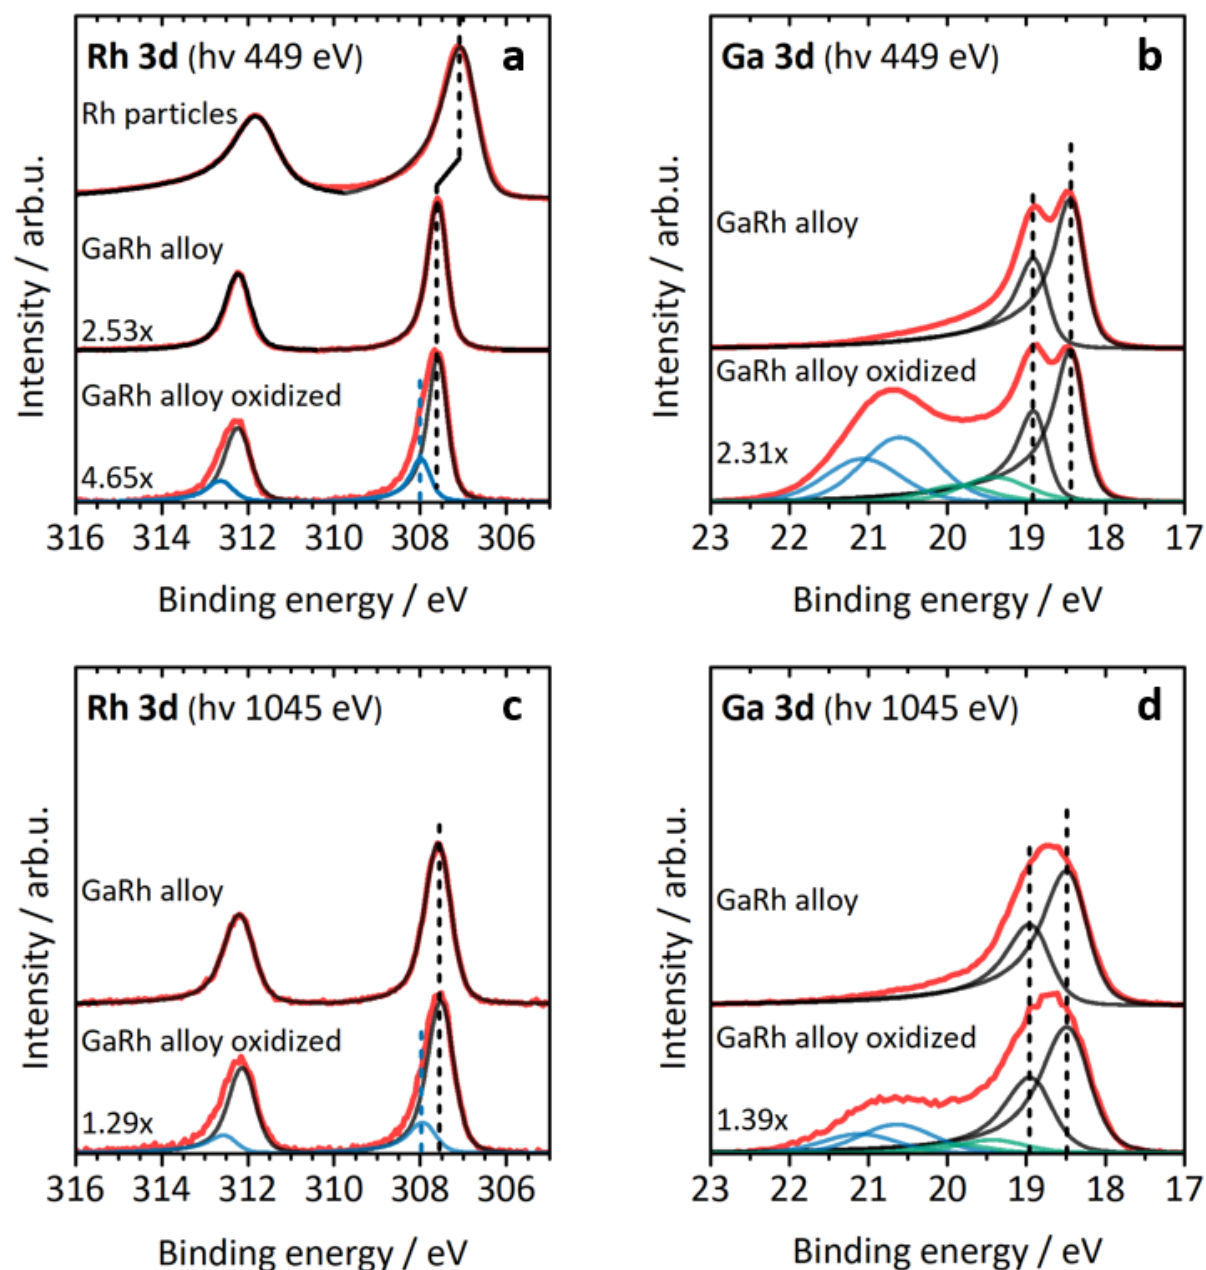 Rh 3d (hv 449 eV) a
Rh particles
GaRh alloy
2.53x
GaRh alloy oxidized
4.65x
316 314 312 310 308 306
Binding energy / eV
Intensity / arb.u.
Ga 3d (hv 449 eV) b
GaRh alloy
GaRh alloy oxidized
2.31x
23 22 21 20 19 18 17
Binding energy / eV
Intensity / arb.u.
Rh 3d (hv 1045 eV) c
GaRh alloy
GaRh alloy oxidized
1.29x
316 314 312 310 308 306
Binding energy / eV
Intensity / arb.u.
Ga 3d (hv 1045 eV) d
GaRh alloy
GaRh alloy oxidized
1.39x
23 22 21 20 19 18 17
Binding energy / eV
Intensity / arb.u.